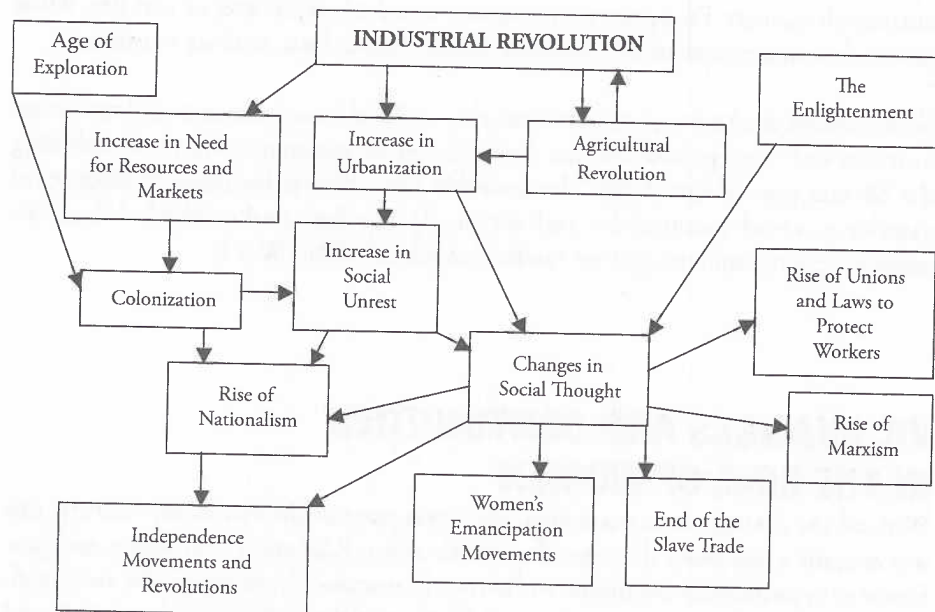 INDUSTRIAL REVOLUTION
Age of
Exploration
The
Enlightenment
Increase in Need
for Resources and
Markets
Increase in
Urbanization
Agricultural
Revolution
Colonization
Increase in
Social
Unrest
Rise of Unions
and Laws to
Protect
Workers
Changes in
Social Thought
Rise of
Nationalism
Rise of
Marxism
Independence
Movements and
Revolutions
Women's
Emancipation
Movements
End of the
Slave Trade